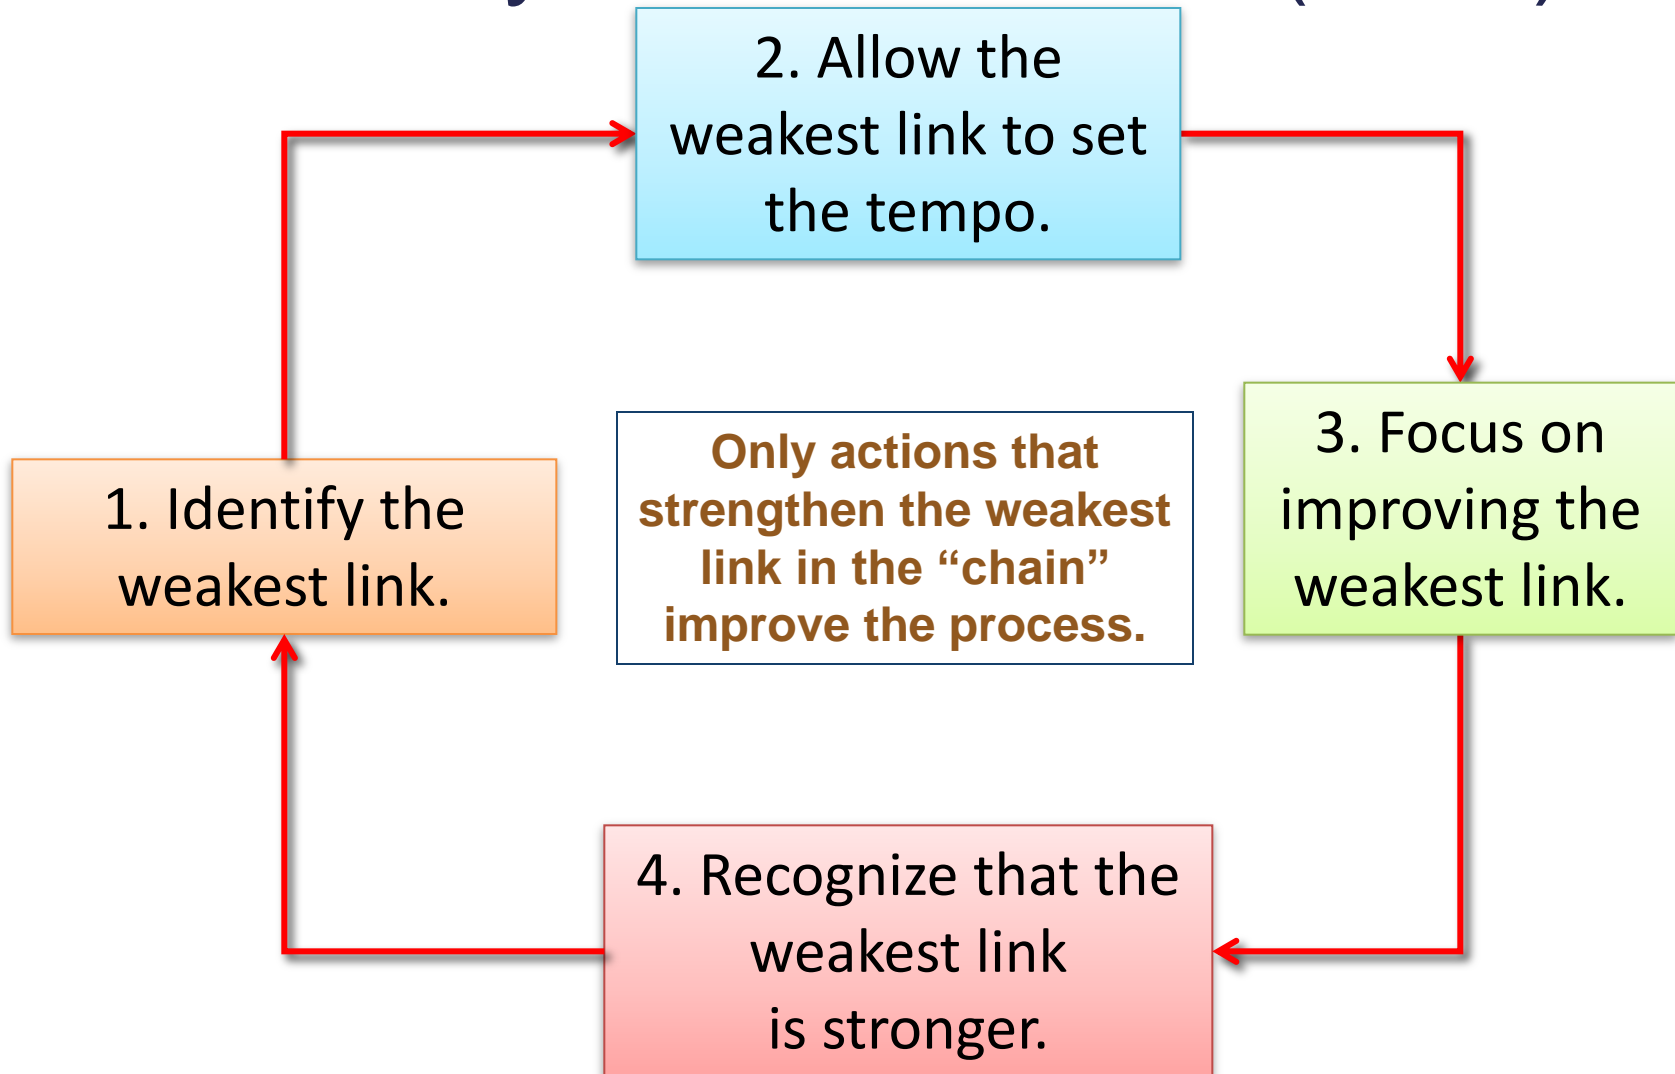 2. Allow the
weakest link to set
the tempo.
1. Identify the
weakest link.
Only actions that
strengthen the weakest
link in the “chain”
improve the process.
3. Focus on
improving the
weakest link.
4. Recognize that the
weakest link
is stronger.